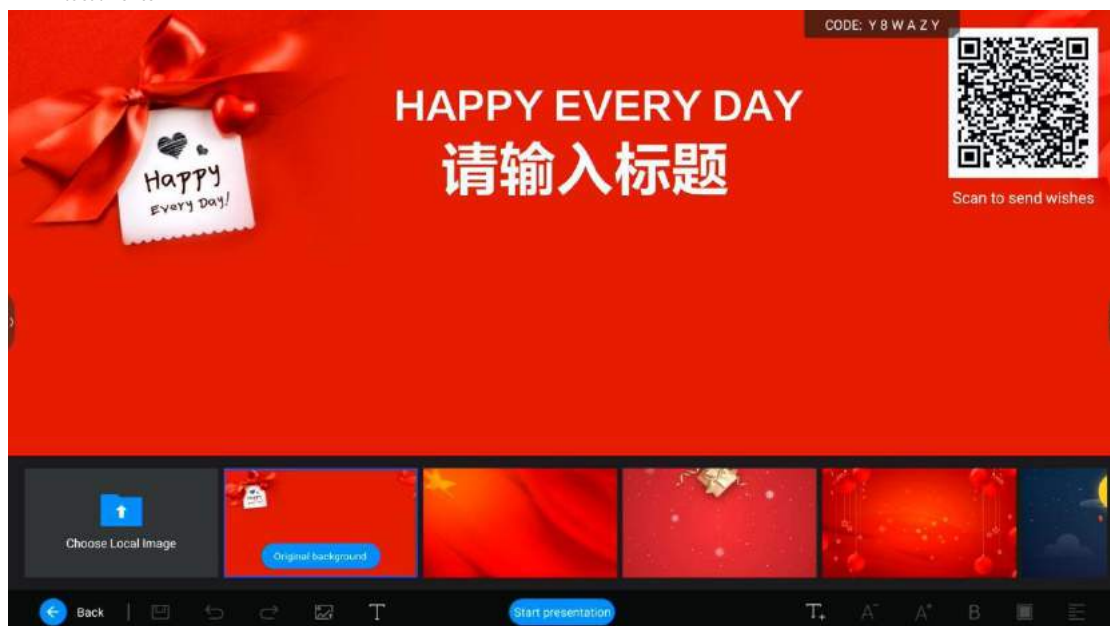 CODE: Y8WAZY
HAPPY EVERY DAY
请输入标题
Happy
Every Day!
Scan to send wishes
Choose Local Image
Happy
Original background
Back
T
Start presentation
T+
A-
A+
B